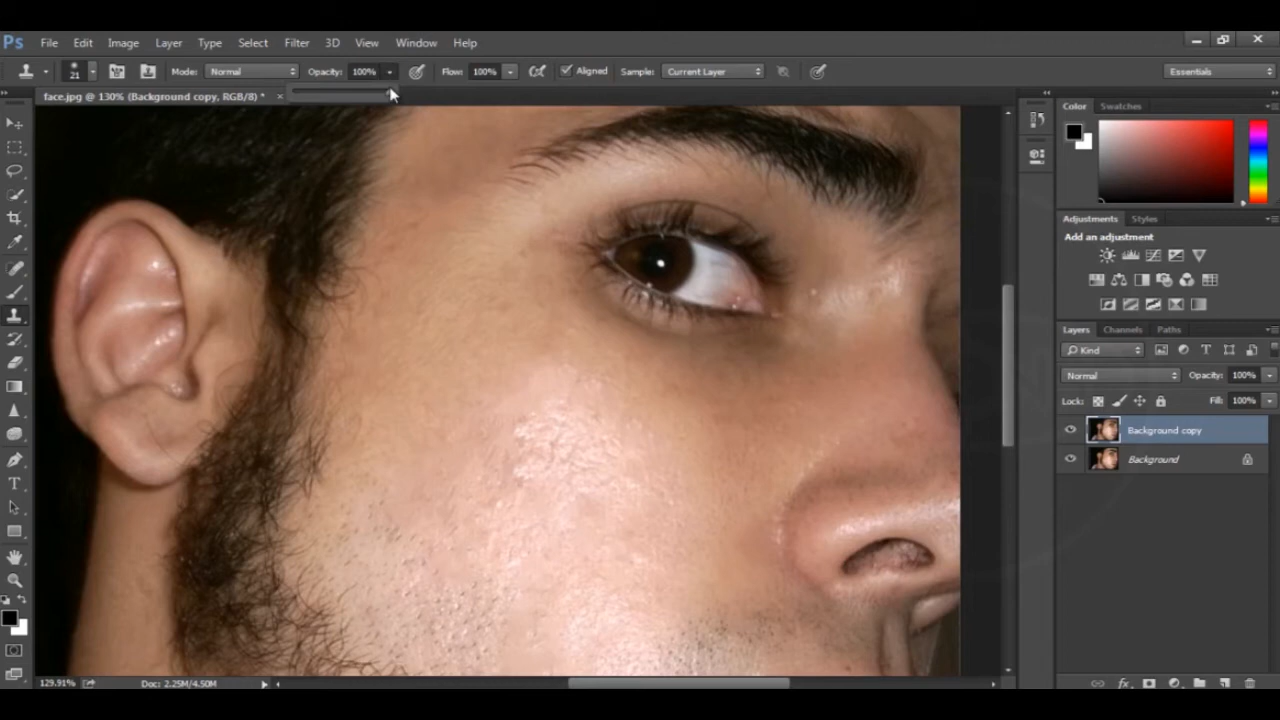 Ps File Edit Image Layer Type Select Filter 3D View Window Help
21 Mode: Normal Opacity: 100% Flow: 100% Aligned Sample: Current Layer Essentials
face.jpg @ 130% (Background copy, RGB/8) * ×
Color Swatches
Adjustments Styles
Add an adjustment
Layers Channels Paths
Kind
Normal Opacity: 100%
Lock: Fill: 100%
Background copy
Background
129.91% Doc: 2.25M/4.50M